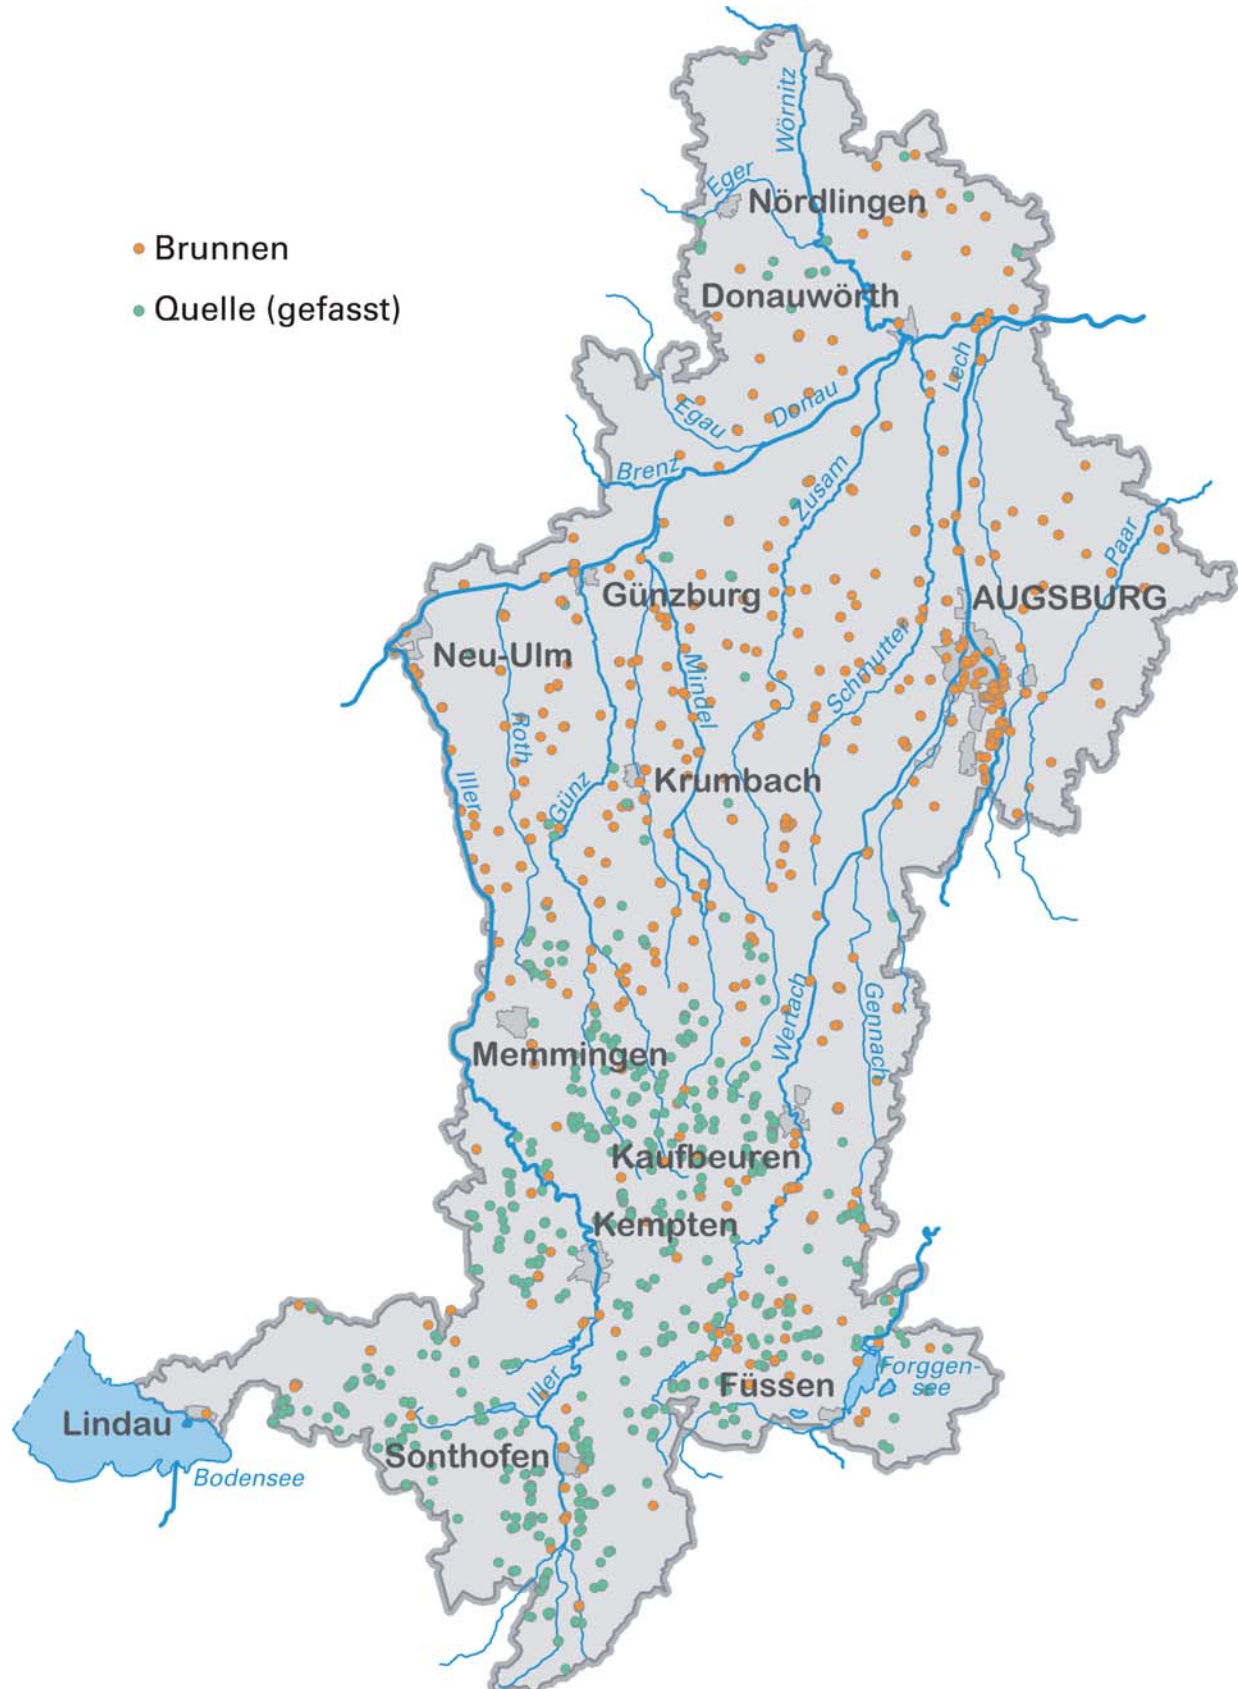 Wörnitz
Eger
Nördlingen
Brunnen
Quelle (gefasst)
Donauwörth
Lech
Egau
Donau
Brenz
Zusam
Paar
Günzburg
AUGSBURG
Neu-Ulm
Mindel
Schmutter
Roth
Iller
Günz
Krumbach
Wertach
Gennach
Memmingen
Kaufbeuren
Kempten
Iller
Füssen
Forggen-
see
Lindau
Sonthofen
Bodensee